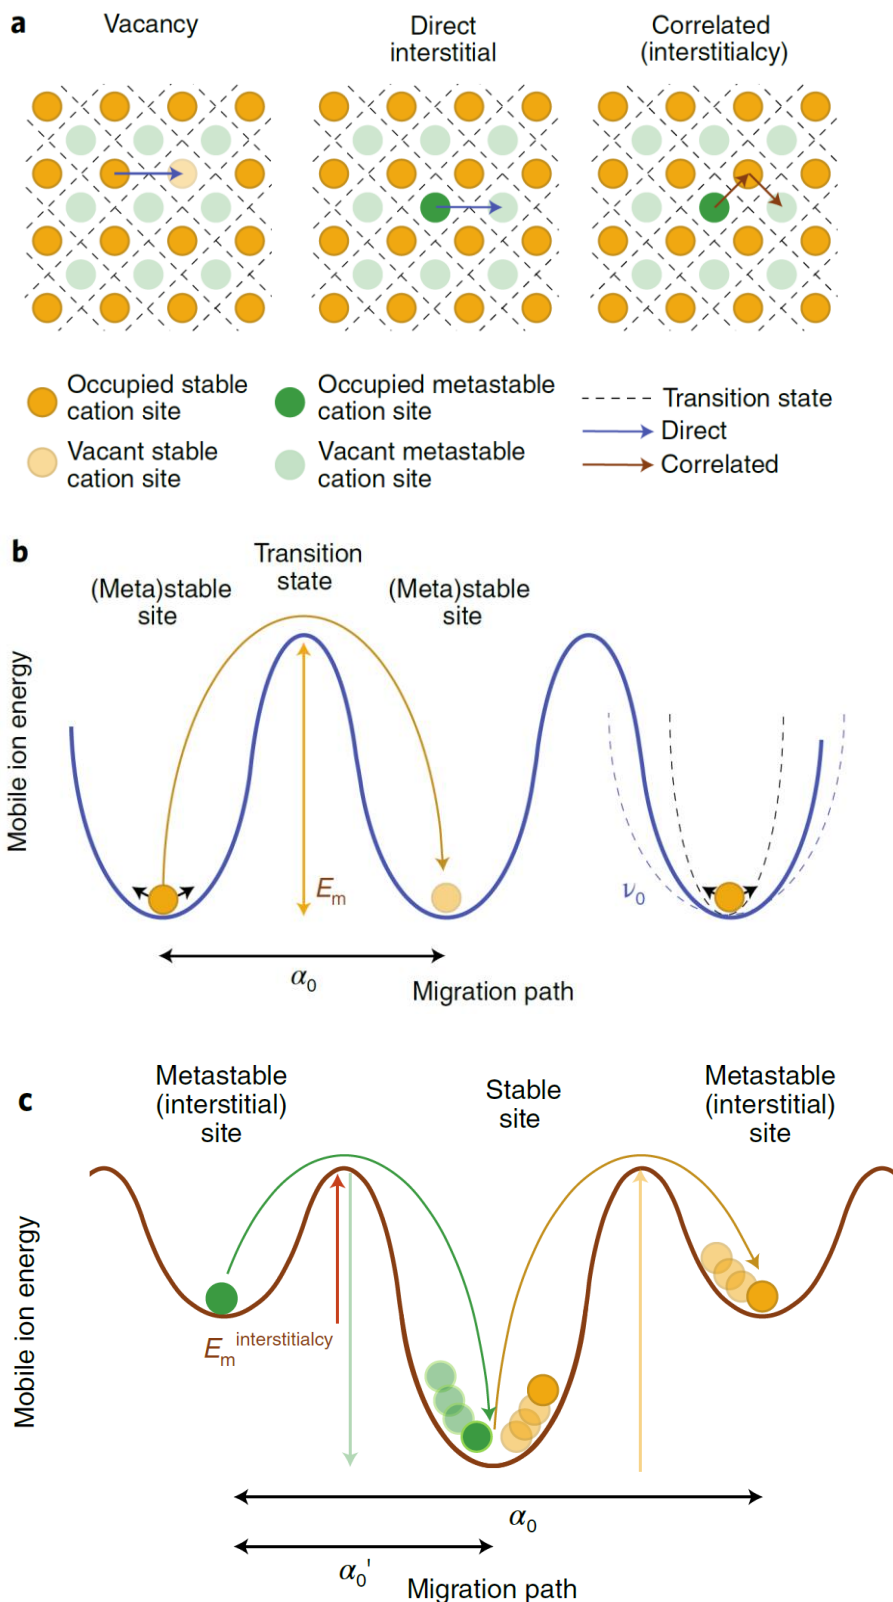 a
Vacancy
Direct
interstitial
Correlated
(interstitialcy)
Occupied stable
cation site
Occupied metastable
cation site
Transition state
Direct
Vacant stable
cation site
Vacant metastable
cation site
Correlated
b
Transition
state
(Meta)stable
site
(Meta)stable
site
Mobile ion energy
Eₘ
ν₀
α₀
Migration path
c
Metastable
(interstitial)
site
Stable
site
Metastable
(interstitial)
site
Mobile ion energy
Eₘ interstitialcy
α₀
α₀'
Migration path